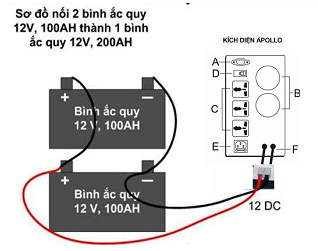 Sơ đồ nối 2 bình ắc quy
12V, 100AH thành 1 bình
ắc quy 12V, 200AH
KÍCH DIỆN APOLLO
A
D
B
C
E
F
+ −
Bình ắc quy
12 V, 100AH
+ −
Bình ắc quy
12 V, 100AH
12 DC